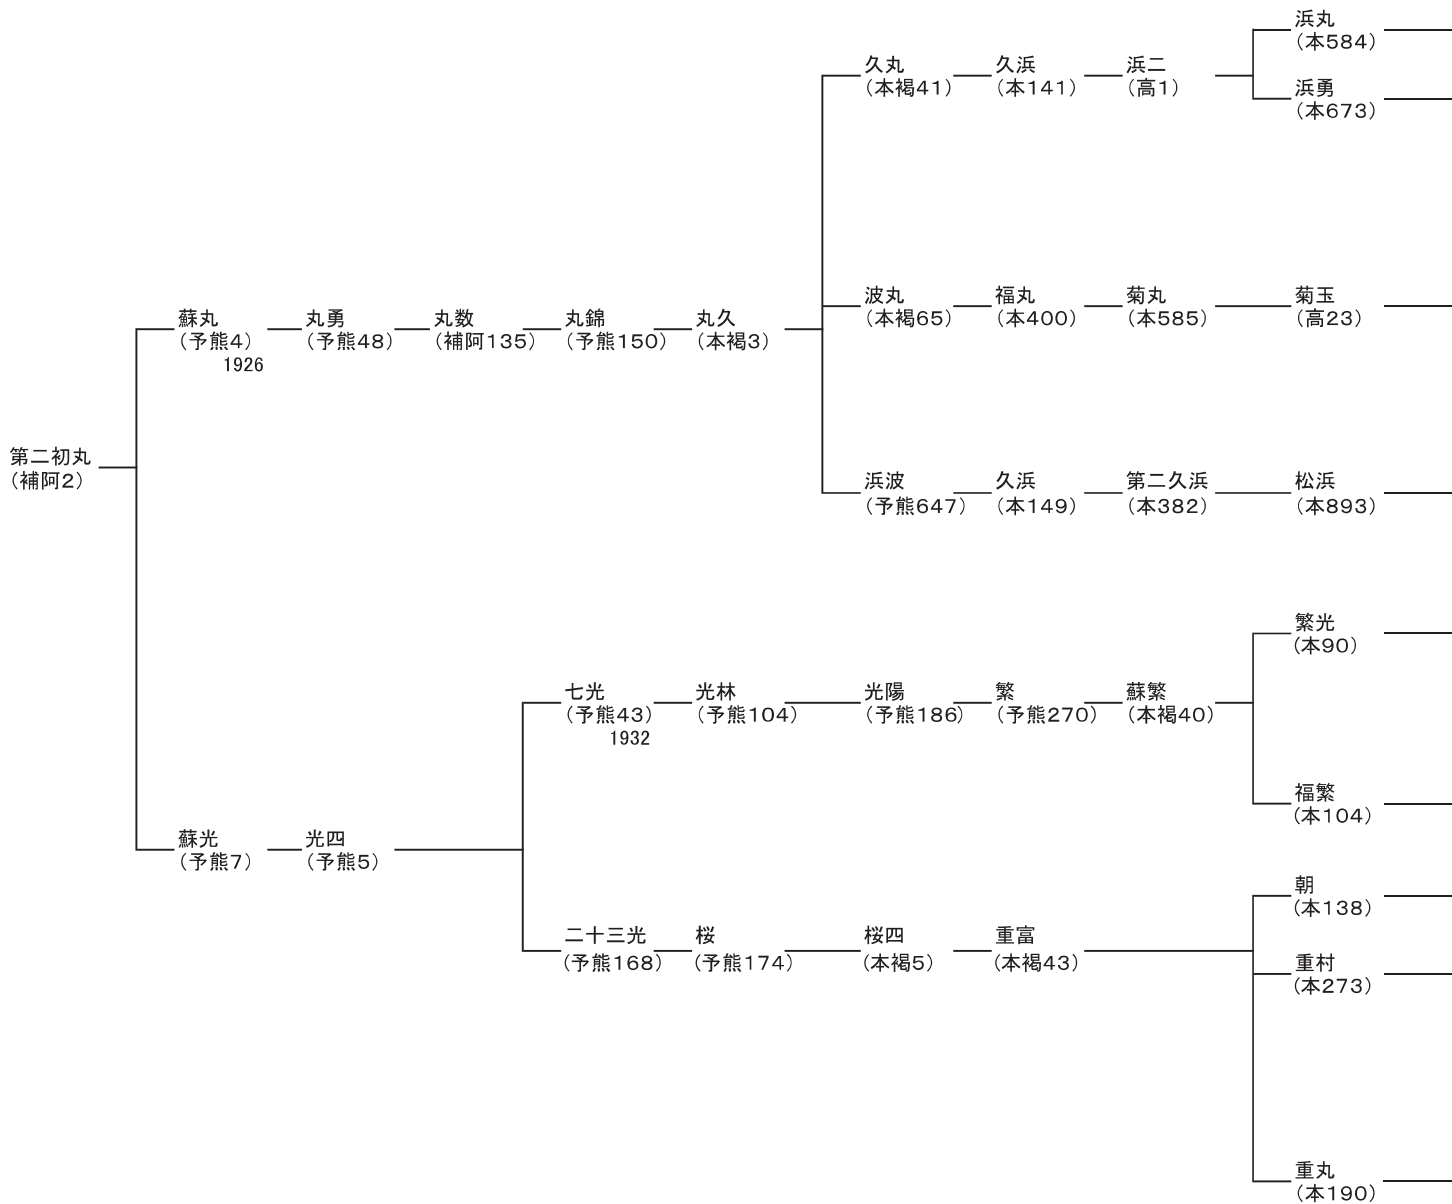 浜丸
(本584)
久丸
(本褐41)
久浜
(本141)
浜二
(高1)
浜勇
(本673)
波丸
(本褐65)
福丸
(本400)
菊丸
(本585)
菊玉
(高23)
蘇丸
(予熊4)
1926
丸勇
(予熊48)
丸数
(補阿135)
丸錦
(予熊150)
丸久
(本褐3)
第二初丸
(補阿2)
浜波
(予熊647)
久浜
(本149)
第二久浜
(本382)
松浜
(本893)
繁光
(本90)
七光
(予熊43)
1932
光林
(予熊104)
光陽
(予熊186)
繁
(予熊270)
蘇繁
(本褐40)
福繁
(本104)
蘇光
(予熊7)
光四
(予熊5)
朝
(本138)
二十三光
(予熊168)
桜
(予熊174)
桜四
(本褐5)
重富
(本褐43)
重村
(本273)
重丸
(本190)